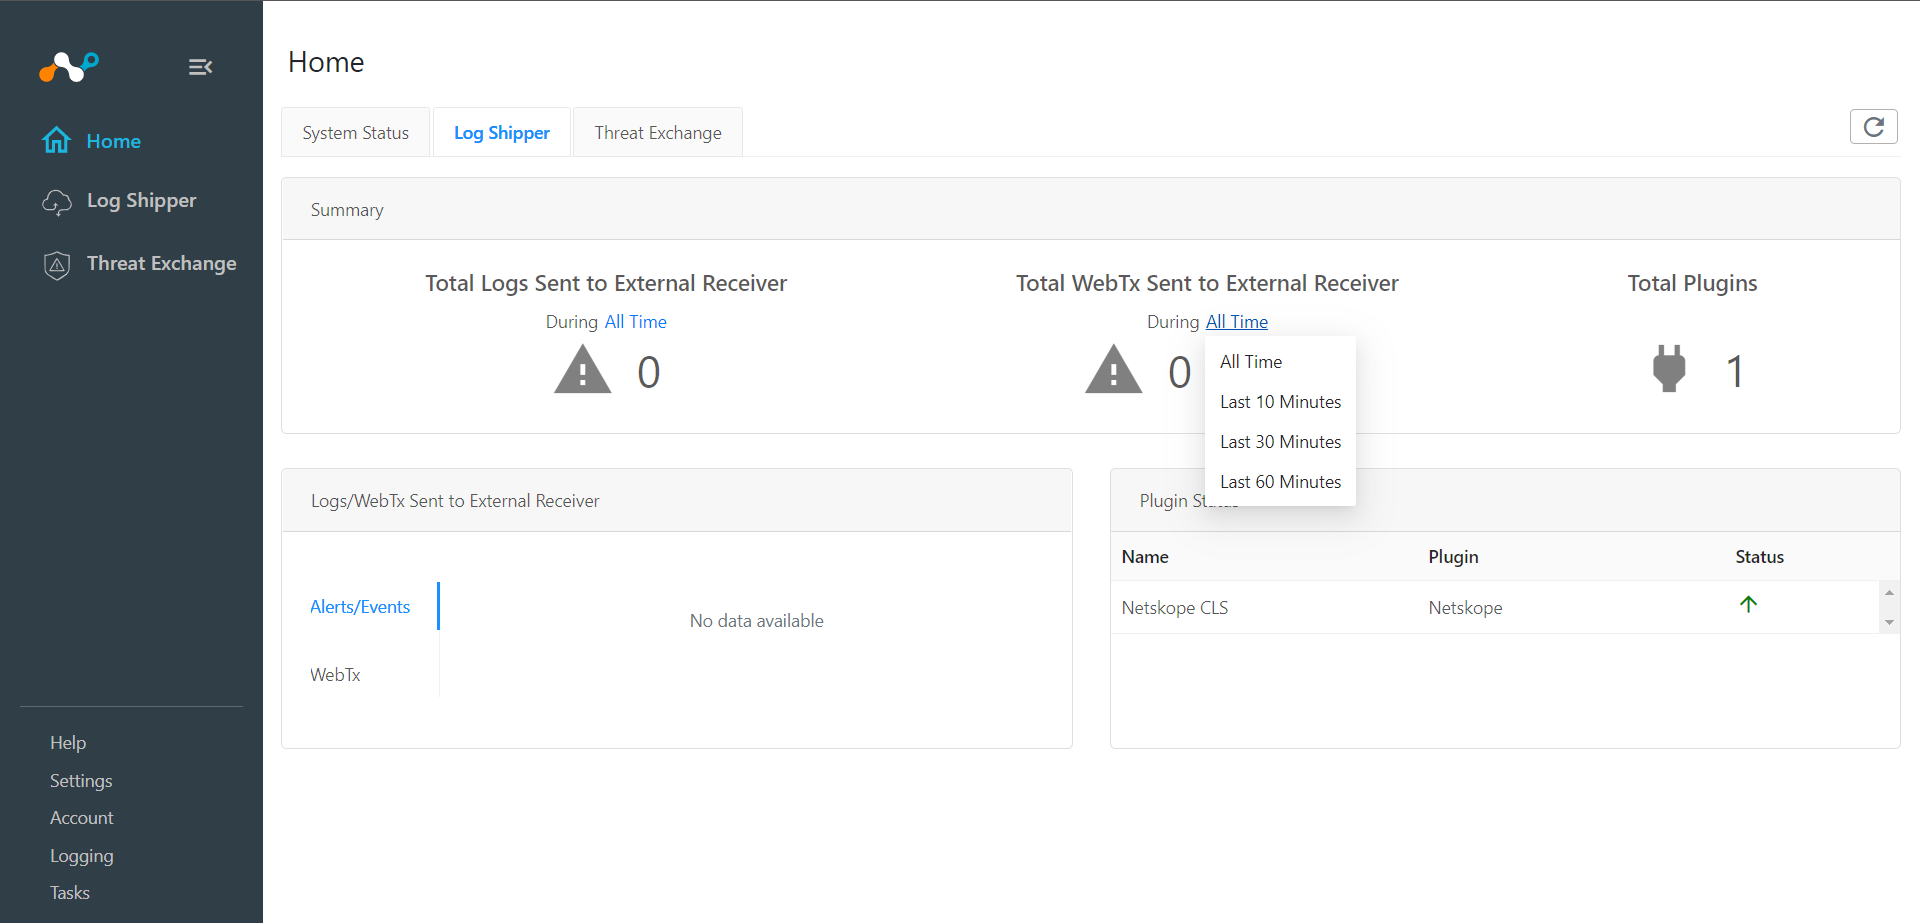 Home
Log Shipper
Threat Exchange
Help
Settings
Account
Logging
Tasks
Home
System Status
Log Shipper
Threat Exchange
Summary
Total Logs Sent to External Receiver
During All Time
0
Total WebTx Sent to External Receiver
During All Time
0
All Time
Last 10 Minutes
Last 30 Minutes
Last 60 Minutes
Total Plugins
1
Logs/WebTx Sent to External Receiver
Alerts/Events
WebTx
No data available
Plugin Status
Name Plugin Status
Netskope CLS Netskope